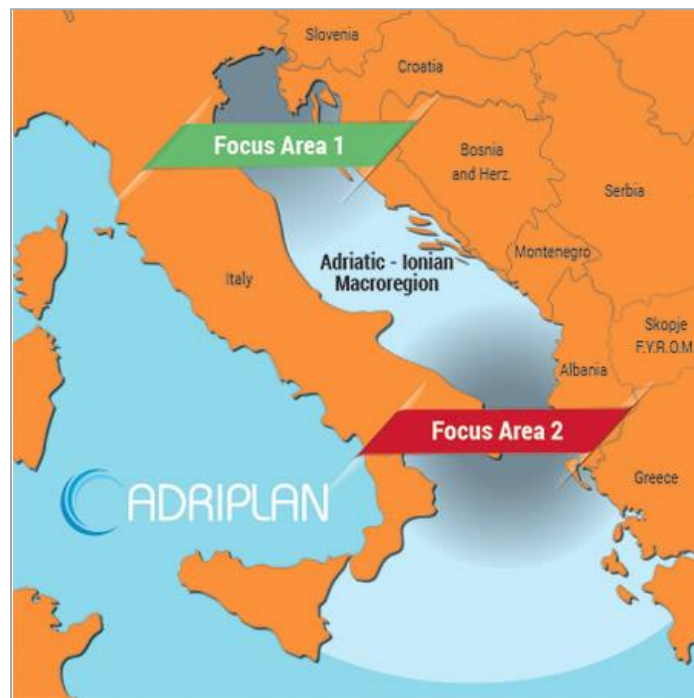 Slovenia
Croatia
Focus Area 1
Bosnia
and Herz.
Serbia
Adriatic - Ionian
Macroregion
Montenegro
Italy
Skopje
F.Y.R.O.M.
Albania
Focus Area 2
Greece
ADRIPLAN